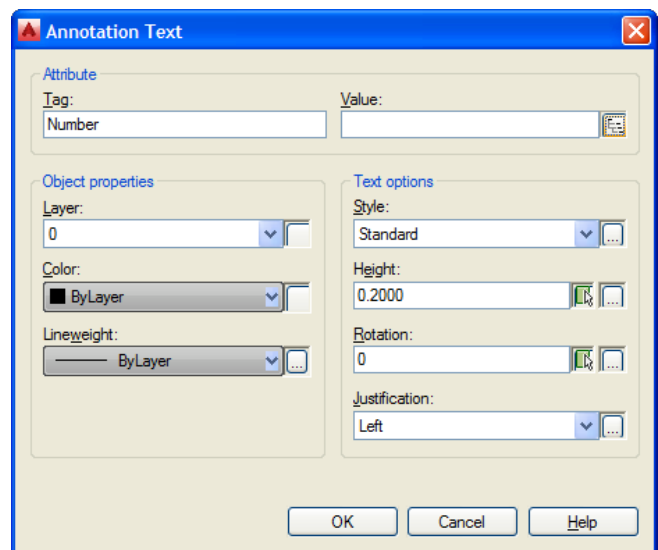 Annotation Text
Attribute
Tag:
Value:
Number
Object properties
Layer:
0
Color:
ByLayer
Lineweight:
ByLayer
...
Text options
Style:
Standard
...
Height:
0.2000
...
Rotation:
0
...
Justification:
Left
...
OK
Cancel
Help